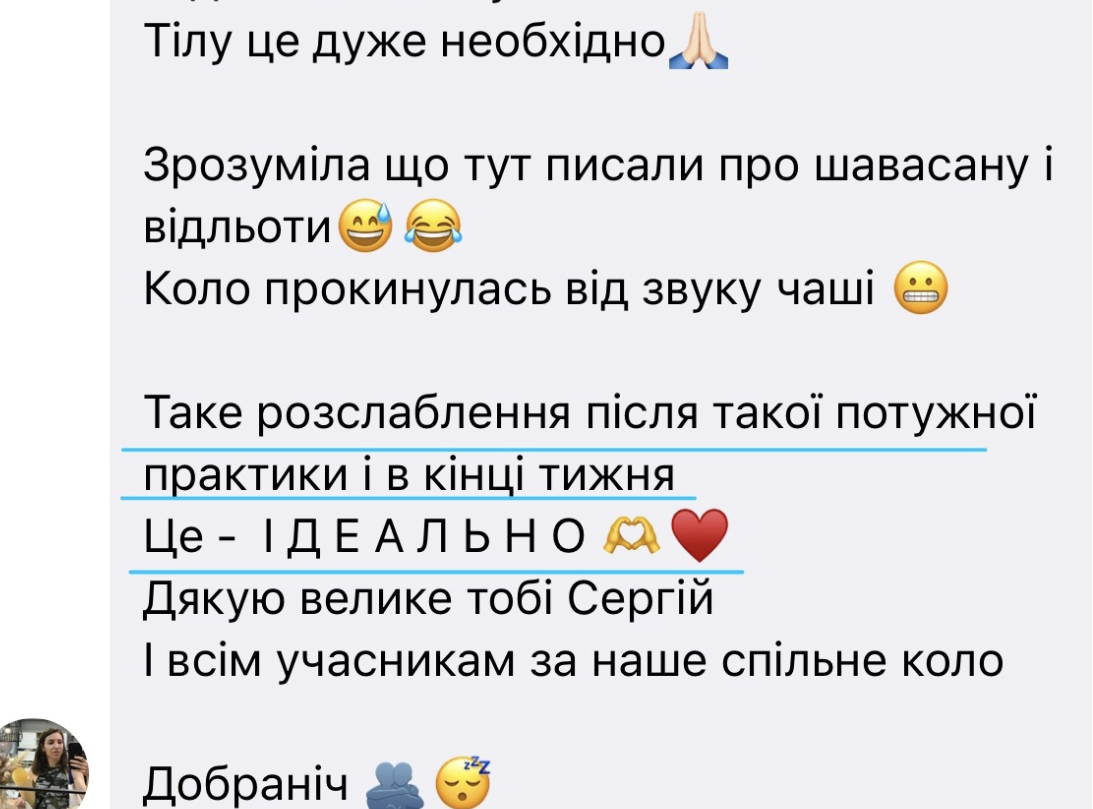 Тілу це дуже необхідно🙏🏻
Зрозуміла що тут писали про шавасану і
відльоти😅😂
Коло прокинулась від звуку чаші 😬
Таке розслаблення після такої потужної
практики і в кінці тижня
Це - І Д Е А Л Ь Н О 🫶♥️
Дякую велике тобі Сергій
І всім учасникам за наше спільне коло
Добраніч 🫂😴